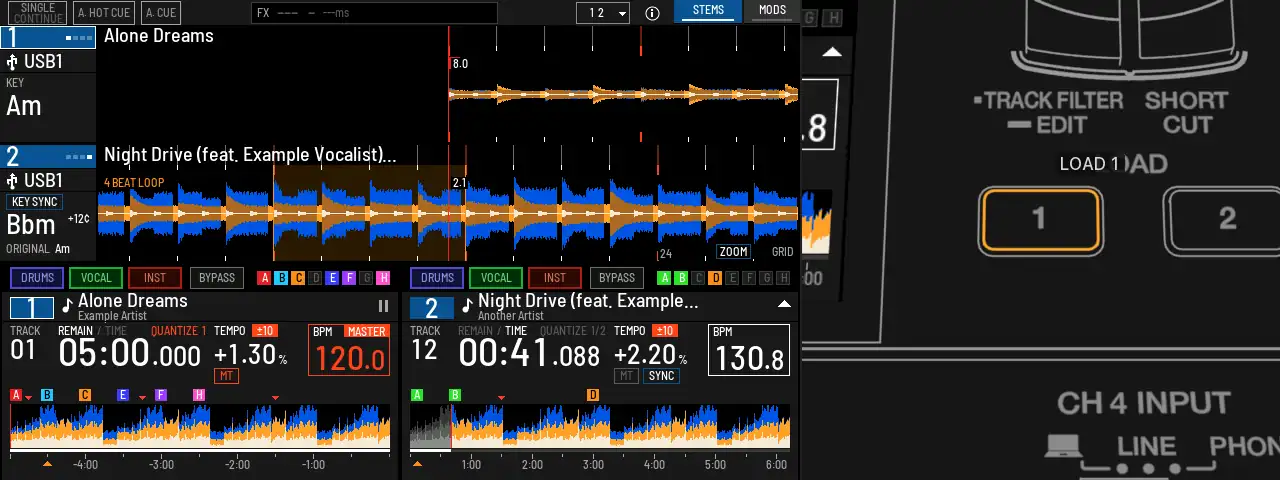 SINGLE
CONTINUE
A. HOT CUE
A. CUE
FX --- - ---ms
1 2
STEMS
MODS
1
Alone Dreams
USB1
8.0
KEY
Am
2
Night Drive (feat. Example Vocalist)...
USB1
4 BEAT LOOP
2.1
KEY SYNC
Bbm
+12¢
ORIGINAL Am
24
ZOOM
GRID
DRUMS
VOCAL
INST
BYPASS
A B C D E F G H
DRUMS
VOCAL
INST
BYPASS
A B C D E F G H
1
Alone Dreams
Example Artist
TRACK
01
REMAIN / TIME
QUANTIZE 1
05:00.000
TEMPO ±10
+1.30%
MT
BPM MASTER
120.0
A B C E F H
-4:00 -3:00 -2:00 -1:00
2
Night Drive (feat. Example...
Another Artist
TRACK
12
REMAIN / TIME
QUANTIZE 1/2
00:41.088
TEMPO ±10
+2.20%
MT
SYNC
BPM
130.8
A B D
1:00 2:00 3:00 4:00 5:00 6:00
G H
.8
:00
TRACK FILTER
EDIT
SHORT
CUT
LOAD 1
OAD
1
2
CH 4 INPUT
LINE
PHON